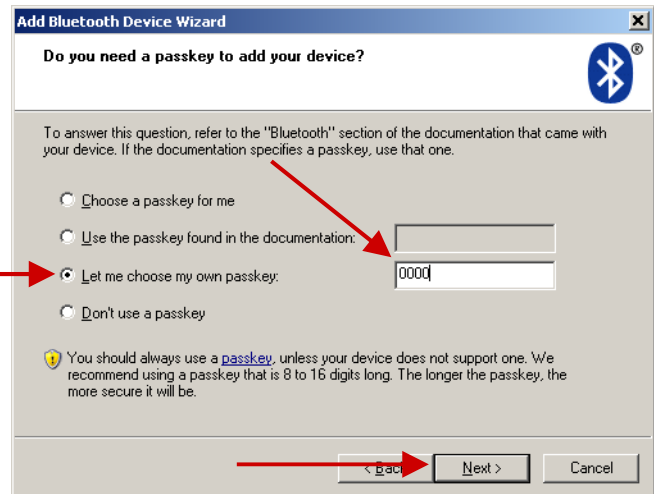 Add Bluetooth Device Wizard
Do you need a passkey to add your device?
®
To answer this question, refer to the "Bluetooth" section of the documentation that came with
your device. If the documentation specifies a passkey, use that one.
Choose a passkey for me
Use the passkey found in the documentation:
Let me choose my own passkey: 0000
Don't use a passkey
You should always use a passkey, unless your device does not support one. We
recommend using a passkey that is 8 to 16 digits long. The longer the passkey, the
more secure it will be.
< Back Next > Cancel